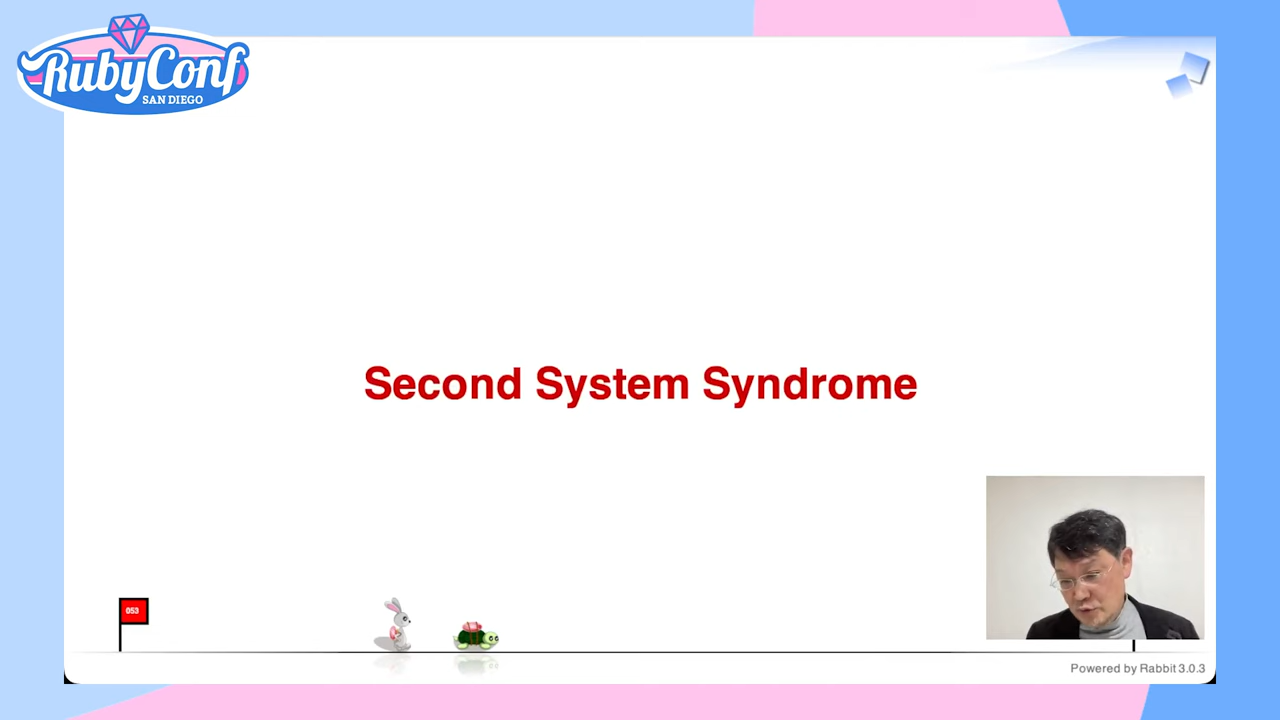 RubyConf
SAN DIEGO
Second System Syndrome
053
Powered by Rabbit 3.0.3